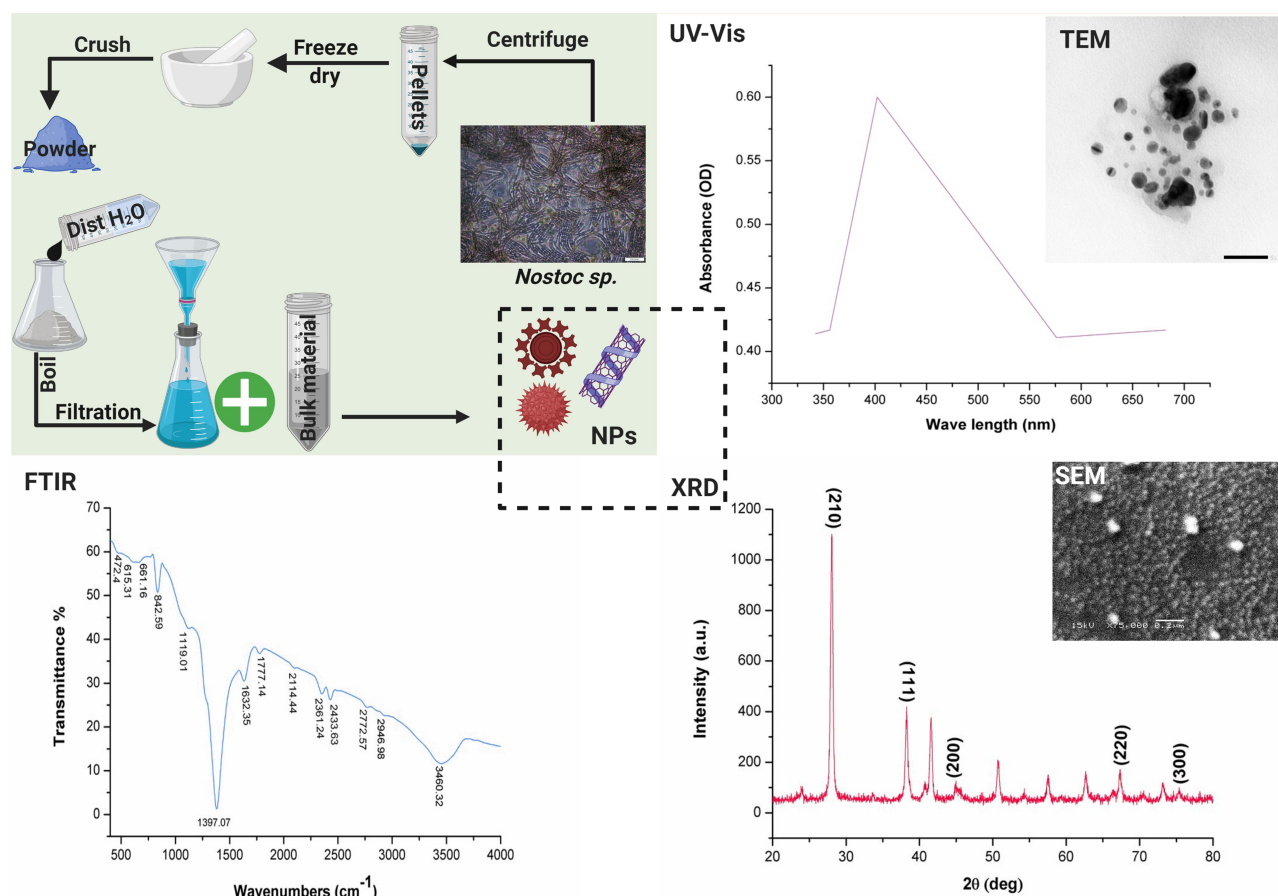 Crush
Freeze
dry
Centrifuge
Pellets
Powder
Dist H₂O
Nostoc sp.
Boil
Filtration
Bulk material
NPs
UV-Vis
TEM
Absorbance (OD)
0.60
0.55
0.50
0.45
0.40
300 350 400 450 500 550 600 650 700
Wave length (nm)
FTIR
Transmittance %
70
60
50
40
30
20
10
0
472.4
615.31
661.16
842.59
1119.01
1397.07
1632.35
1777.14
2114.44
2361.24
2433.63
2772.57
2946.98
3460.32
500 1000 1500 2000 2500 3000 3500 4000
Wavenumbers (cm⁻¹)
XRD
SEM
15kV X75,000 0.2µm
Intensity (a.u.)
1200
1000
800
600
400
200
0
(210)
(111)
(200)
(220)
(300)
20 30 40 50 60 70 80
2θ (deg)